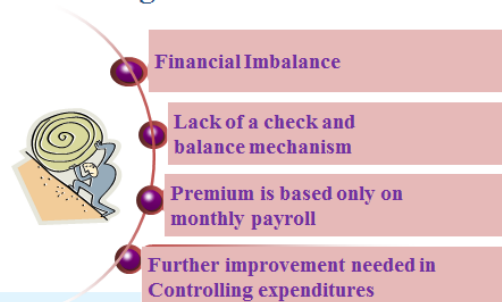 Financial Imbalance
Lack of a check and
balance mechanism
Premium is based only on
monthly payroll
Further improvement needed in
Controlling expenditures